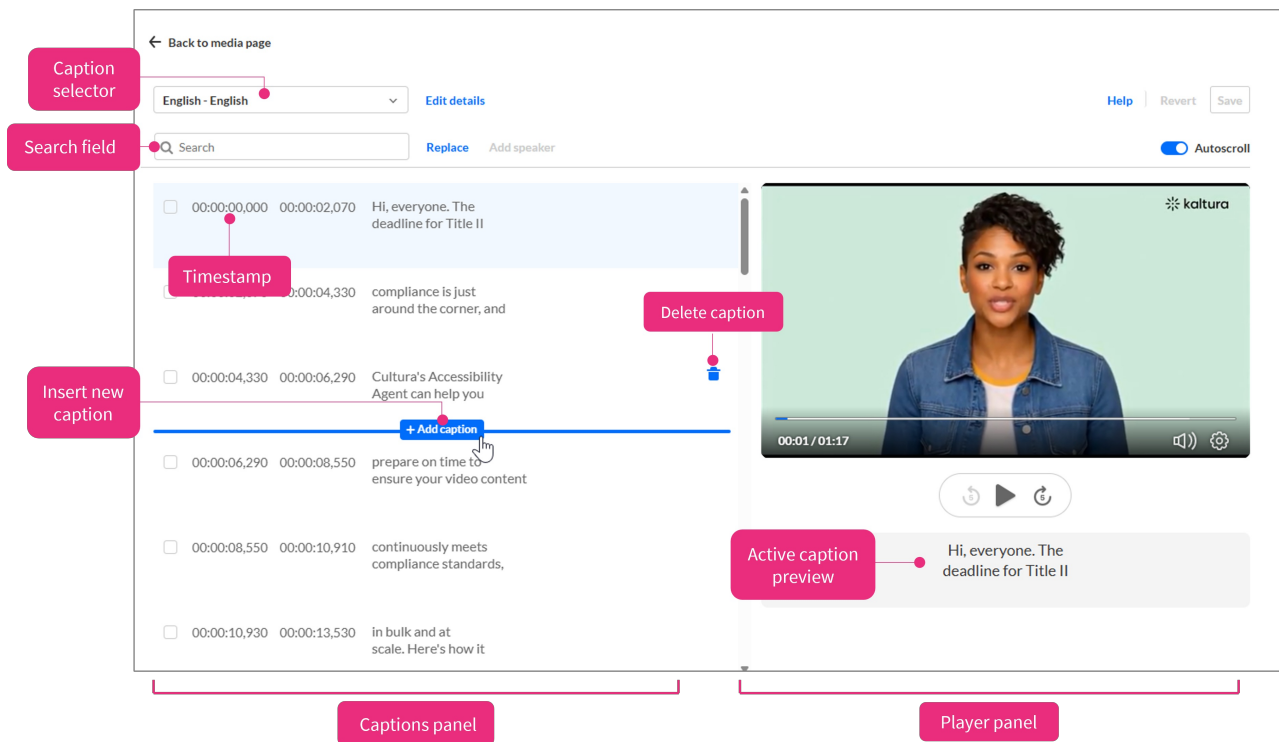 Back to media page
Caption
selector
English - English
Edit details
Help
Revert
Save
Search field
Search
Replace
Add speaker
Autoscroll
00:00:00,000 00:00:02,070 Hi, everyone. The
deadline for Title II
Timestamp
00:00:04,330 compliance is just
around the corner, and
Delete caption
00:00:04,330 00:00:06,290 Cultura's Accessibility
Agent can help you
Insert new
caption
+ Add caption
00:00:06,290 00:00:08,550 prepare on time to
ensure your video content
00:00:08,550 00:00:10,910 continuously meets
compliance standards,
00:00:10,930 00:00:13,530 in bulk and at
scale. Here's how it
kaltura
00:01 / 01:17
5
5
Active caption
preview
Hi, everyone. The
deadline for Title II
Captions panel
Player panel